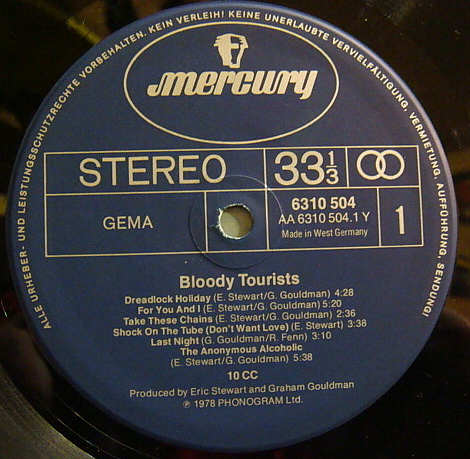 ALLE URHEBER- UND LEISTUNGSSCHUTZRECHTE VORBEHALTEN. KEIN VERLEIH! KEINE UNERLAUBTE VERVIELFÄLTIGUNG, VERMIETUNG, AUFFÜHRUNG, SENDUNG!
mercury
STEREO 33 1/3
GEMA
6310 504
AA 6310 504.1 Y
Made in West Germany
1
Bloody Tourists
Dreadlock Holiday (E. Stewart/G. Gouldman) 4:28
For You And I (E. Stewart/G. Gouldman) 5:20
Take These Chains (E. Stewart/G. Gouldman) 2:36
Shock On The Tube (Don't Want Love) (E. Stewart) 3:38
Last Night (G. Gouldman/R. Fenn) 3:10
The Anonymous Alcoholic
(E. Stewart/G. Gouldman) 5:38
10 CC
Produced by Eric Stewart and Graham Gouldman
℗ 1978 PHONOGRAM Ltd.